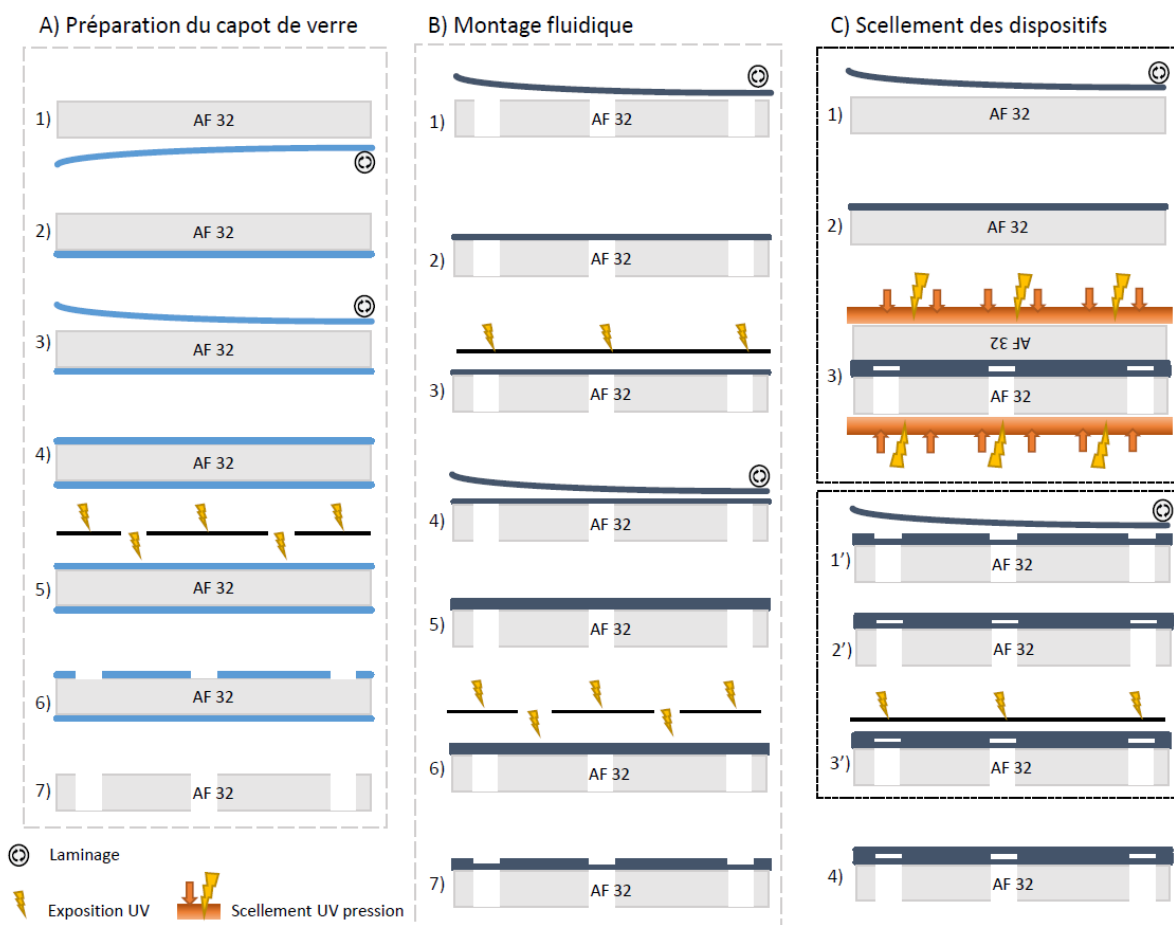 A) Préparation du capot de verre
1)
AF 32
2)
AF 32
3)
AF 32
4)
AF 32
5)
AF 32
6)
AF 32
7)
AF 32
Laminage
Exposition UV
Scellement UV pression
B) Montage fluidique
1)
AF 32
2)
AF 32
3)
AF 32
4)
AF 32
5)
AF 32
6)
AF 32
7)
AF 32
C) Scellement des dispositifs
1)
AF 32
2)
AF 32
3)
AF 32
AF 32
1’)
AF 32
2’)
AF 32
3’)
AF 32
4)
AF 32